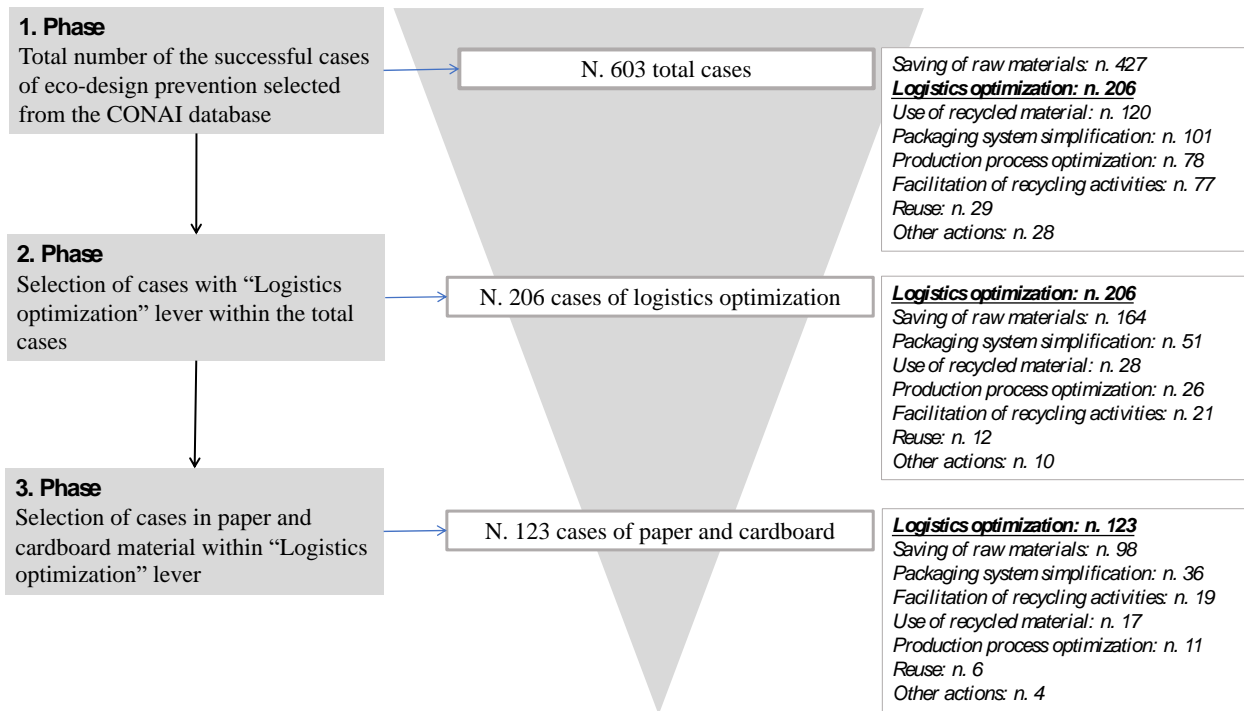 1. Phase
Total number of the successful cases
of eco-design prevention selected
from the CONAI database
N. 603 total cases
Saving of raw materials: n. 427
Logistics optimization: n. 206
Use of recycled material: n. 120
Packaging system simplification: n. 101
Production process optimization: n. 78
Facilitation of recycling activities: n. 77
Reuse: n. 29
Other actions: n. 28
2. Phase
Selection of cases with “Logistics
optimization” lever within the total
cases
N. 206 cases of logistics optimization
Logistics optimization: n. 206
Saving of raw materials: n. 164
Packaging system simplification: n. 51
Use of recycled material: n. 28
Production process optimization: n. 26
Facilitation of recycling activities: n. 21
Reuse: n. 12
Other actions: n. 10
3. Phase
Selection of cases in paper and
cardboard material within “Logistics
optimization” lever
N. 123 cases of paper and cardboard
Logistics optimization: n. 123
Saving of raw materials: n. 98
Packaging system simplification: n. 36
Facilitation of recycling activities: n. 19
Use of recycled material: n. 17
Production process optimization: n. 11
Reuse: n. 6
Other actions: n. 4